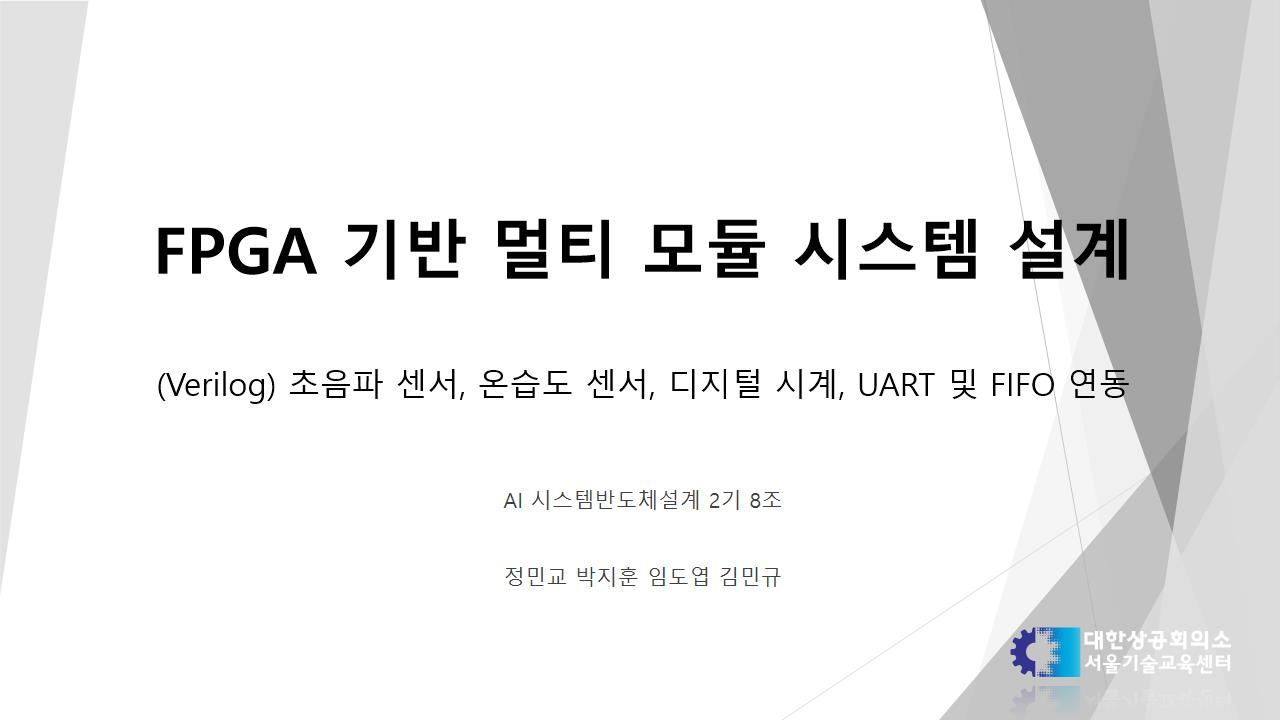 FPGA 기반 멀티 모듈 시스템 설계
(Verilog) 초음파 센서, 온습도 센서, 디지털 시계, UART 및 FIFO 연동
AI 시스템반도체설계 2기 8조
정민교 박지훈 임도엽 김민규
대한상공회의소
서울기술교육센터